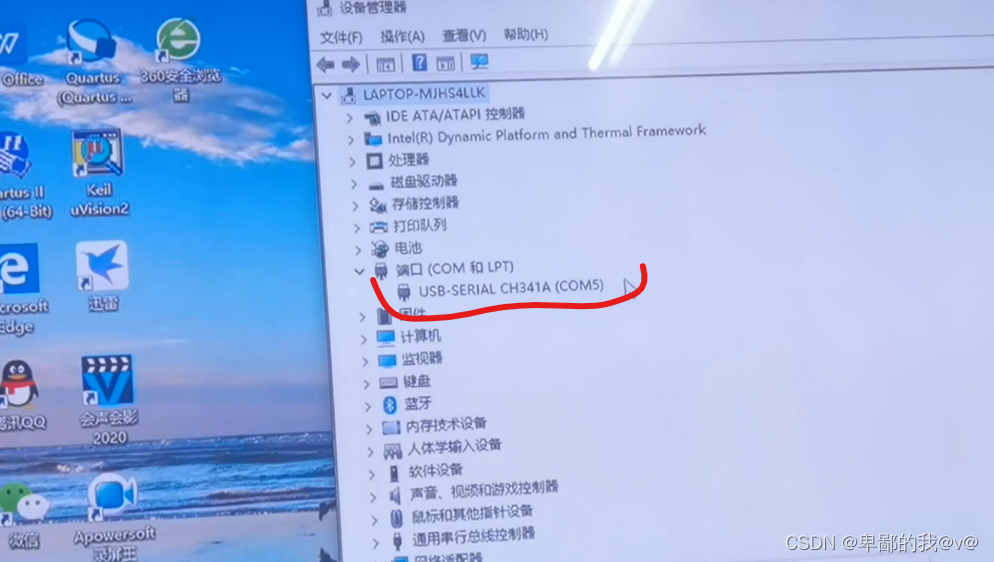 Office
Quartus
(Quartus ...
360安全浏览
器
rtus II
(64-Bit)
Keil
uVision2
crosoft
Edge
迅雷
腾讯QQ
会声会影
2020
微信
Apowersoft
录屏王
设备管理器
文件(F) 操作(A) 查看(V) 帮助(H)
LAPTOP-MJHS4LLK
IDE ATA/ATAPI 控制器
Intel(R) Dynamic Platform and Thermal Framework
处理器
磁盘驱动器
存储控制器
打印队列
电池
端口 (COM 和 LPT)
USB-SERIAL CH341A (COM5)
固件
计算机
监视器
键盘
蓝牙
内存技术设备
人体学输入设备
软件设备
声音、视频和游戏控制器
鼠标和其他指针设备
通用串行总线控制器
网络适配器
CSDN @卑鄙的我@v@